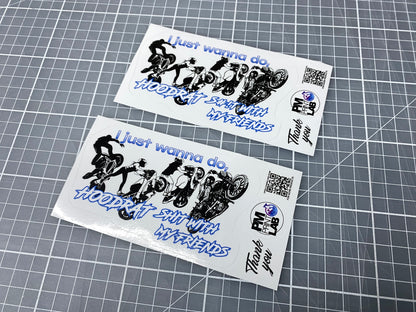 I just wanna do,
HOODRAT SHIT WITH
MY FRIENDS
PM
LAB
Thank
you
I just wanna do,
HOODRAT SHIT WITH
MY FRIENDS
PM
LAB
Thank
you